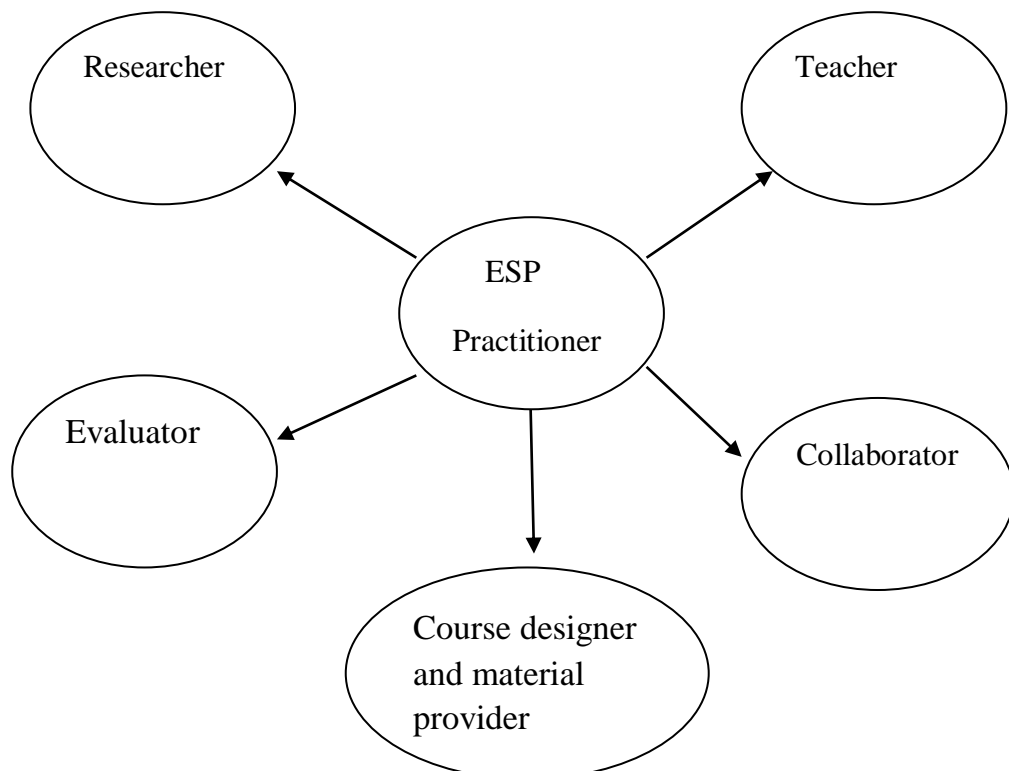 Researcher
Teacher
ESP
Practitioner
Evaluator
Collaborator
Course designer
and material
provider